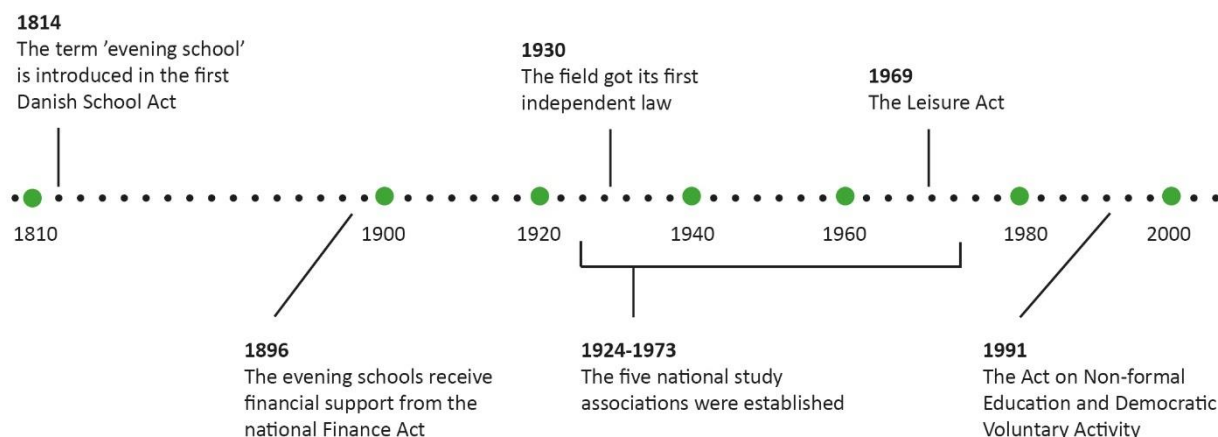 1814
The term ’evening school’
is introduced in the first
Danish School Act
1930
The field got its first
independent law
1969
The Leisure Act
1810
1900
1920
1940
1960
1980
2000
1896
The evening schools receive
financial support from the
national Finance Act
1924-1973
The five national study
associations were established
1991
The Act on Non-formal
Education and Democratic
Voluntary Activity